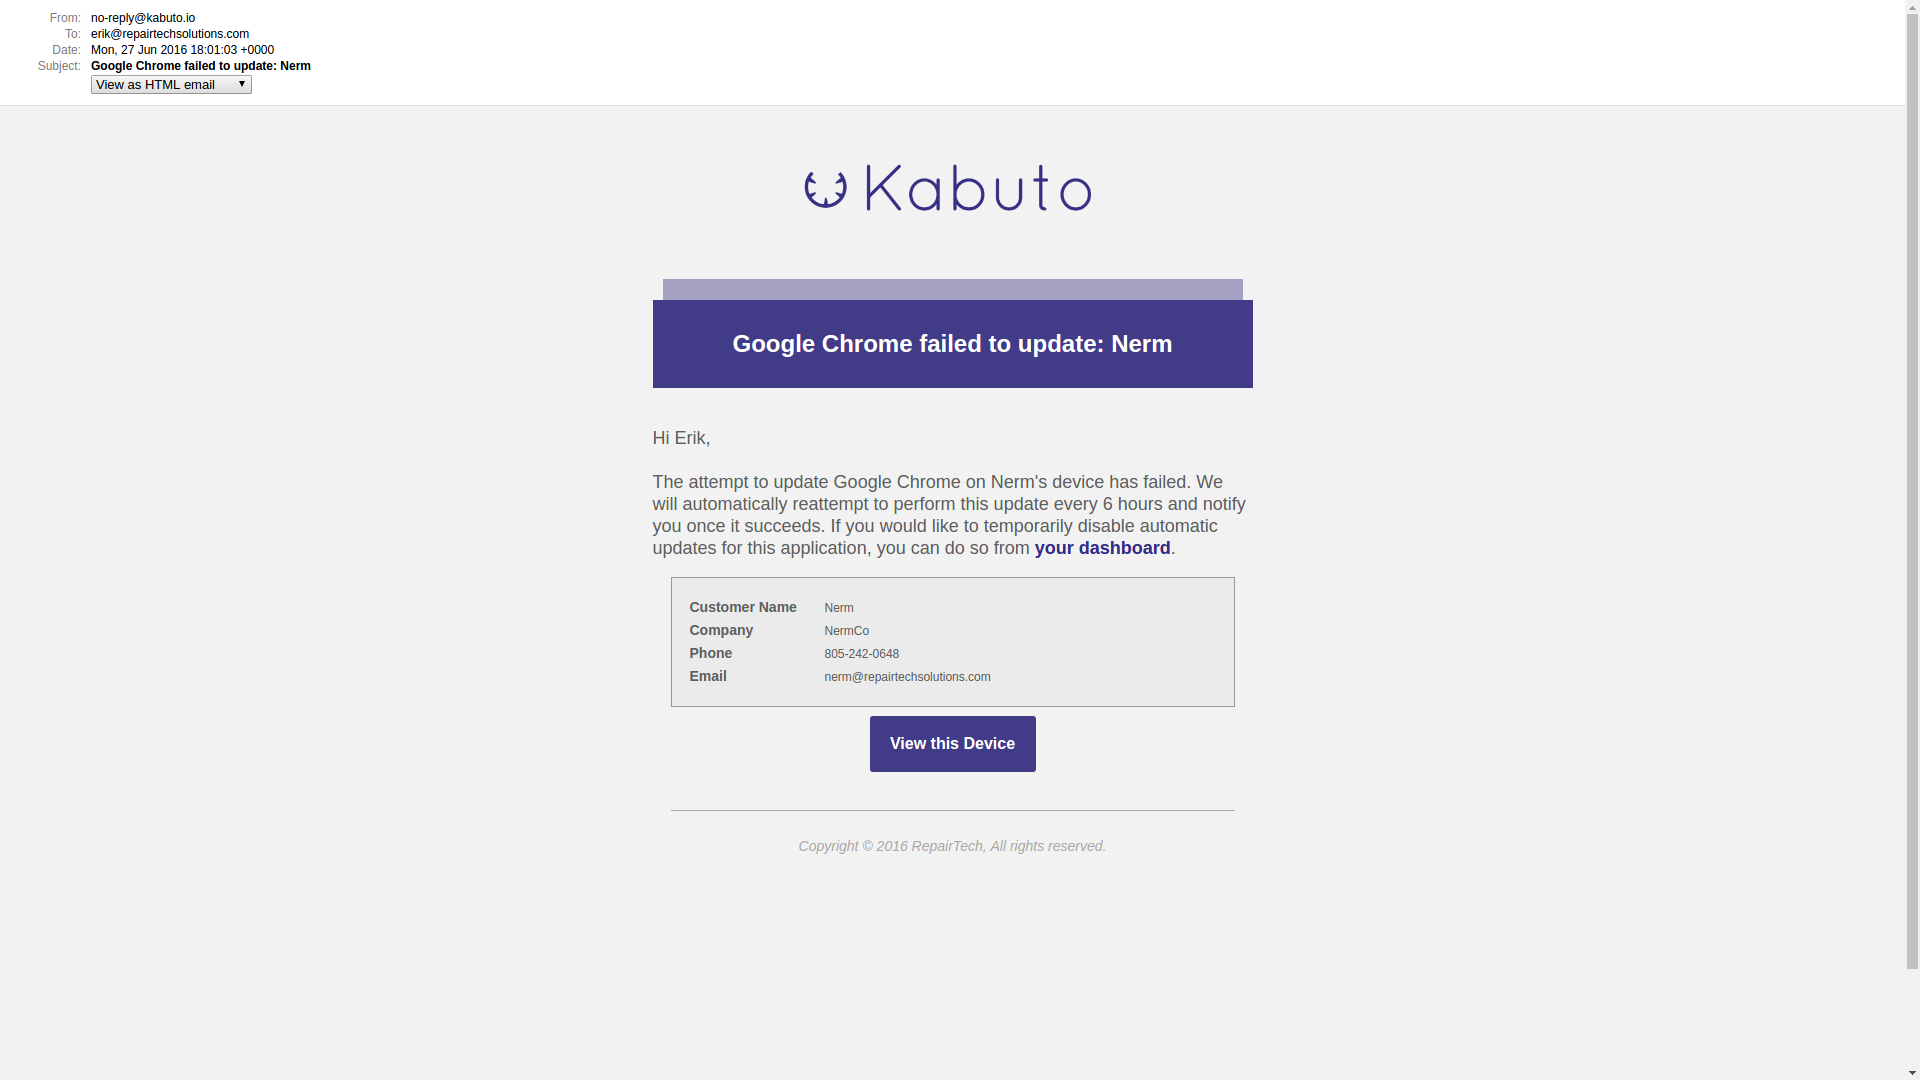 From: no-reply@kabuto.io
To: erik@repairtechsolutions.com
Date: Mon, 27 Jun 2016 18:01:03 +0000
Subject: Google Chrome failed to update: Nerm
View as HTML email
Kabuto
Google Chrome failed to update: Nerm
Hi Erik,
The attempt to update Google Chrome on Nerm's device has failed. We
will automatically reattempt to perform this update every 6 hours and notify
you once it succeeds. If you would like to temporarily disable automatic
updates for this application, you can do so from your dashboard.
Customer Name Nerm
Company NermCo
Phone 805-242-0648
Email nerm@repairtechsolutions.com
View this Device
Copyright © 2016 RepairTech, All rights reserved.